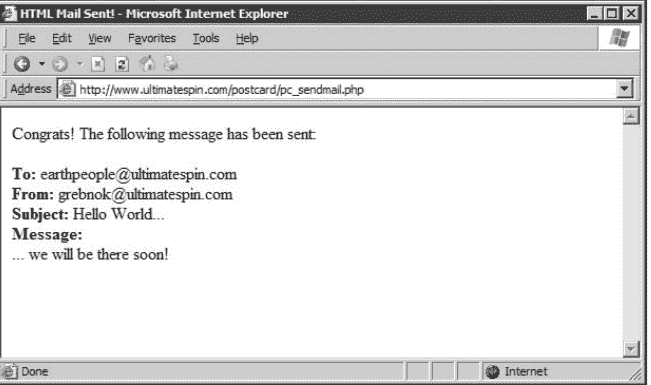 HTML Mail Sent! - Microsoft Internet Explorer
File Edit View Favorites Tools Help
Address http://www.ultimatespin.com/postcard/pc_sendmail.php
Congrats! The following message has been sent:
To: earthpeople@ultimatespin.com
From: grebnok@ultimatespin.com
Subject: Hello World...
Message:
... we will be there soon!
Done Internet